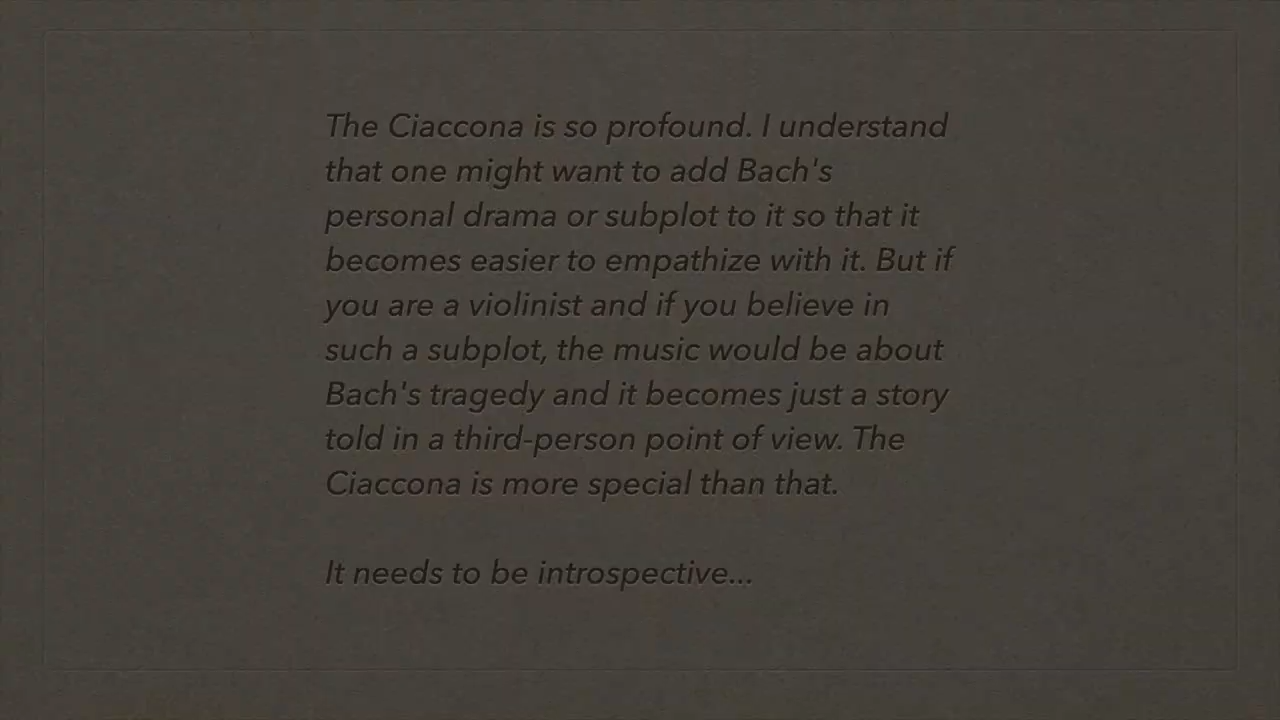 The Ciaccona is so profound. I understand
that one might want to add Bach's
personal drama or subplot to it so that it
becomes easier to empathize with it. But if
you are a violinist and if you believe in
such a subplot, the music would be about
Bach's tragedy and it becomes just a story
told in a third-person point of view. The
Ciaccona is more special than that.
It needs to be introspective...